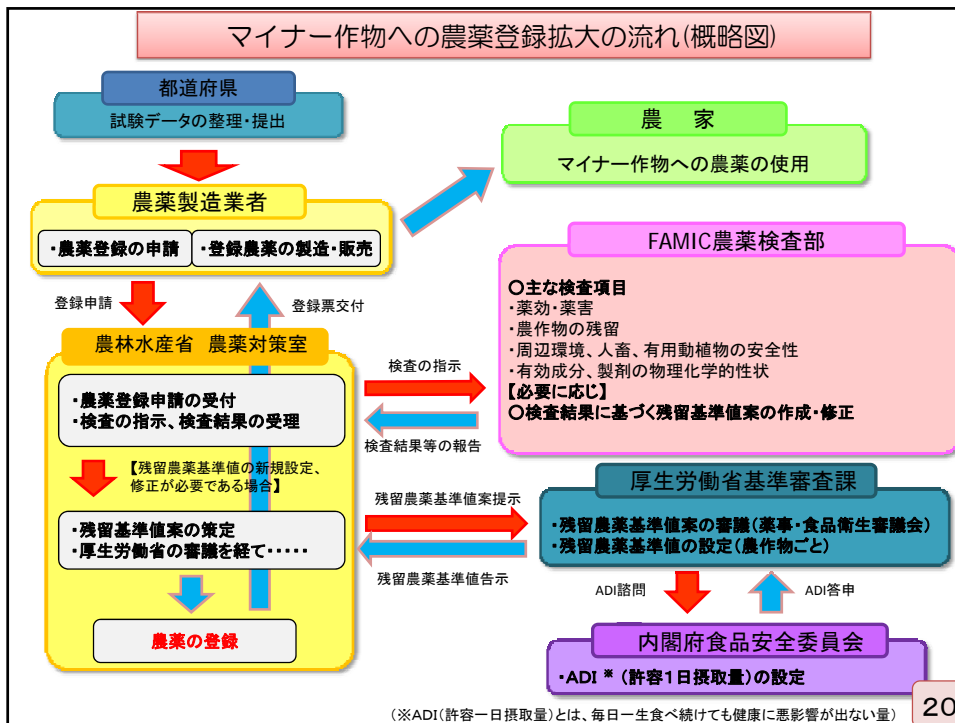 マイナー作物への農薬登録拡大の流れ(概略図)
都道府県
試験データの整理・提出
農　家
マイナー作物への農薬の使用
農薬製造業者
・農薬登録の申請
・登録農薬の製造・販売
登録申請
登録票交付
FAMIC農薬検査部
○主な検査項目
・薬効・薬害
・農作物の残留
・周辺環境、人畜、有用動植物の安全性
・有効成分、製剤の物理化学的性状
【必要に応じ】
○検査結果に基づく残留基準値案の作成・修正
農林水産省　農薬対策室
・農薬登録申請の受付
・検査の指示、検査結果の受理
検査の指示
検査結果等の報告
【残留農薬基準値の新規設定、
修正が必要である場合】
・残留基準値案の策定
・厚生労働省の審議を経て‥‥‥
農薬の登録
残留農薬基準値案提示
残留農薬基準値告示
厚生労働省基準審査課
・残留農薬基準値案の審議(薬事・食品衛生審議会)
・残留農薬基準値の設定(農作物ごと)
ADI諮問
ADI答申
内閣府食品安全委員会
・ADI ※ (許容1日摂取量)の設定
(※ADI(許容一日摂取量)とは、毎日一生食べ続けても健康に悪影響が出ない量)
20